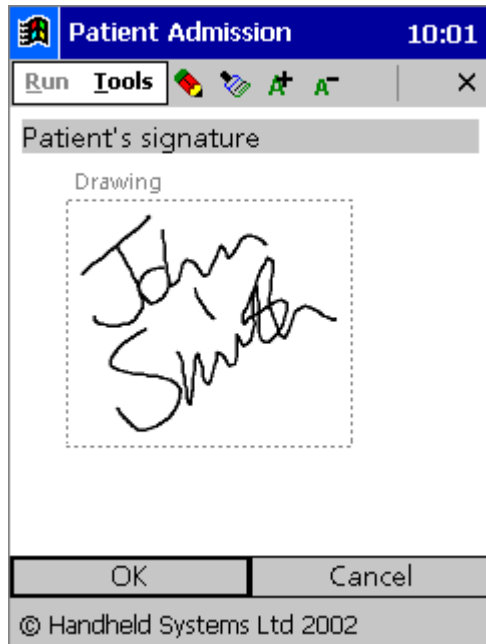 Patient Admission 10:01
Run Tools A+ A-
Patient's signature
Drawing
John
Smith
OK Cancel
© Handheld Systems Ltd 2002